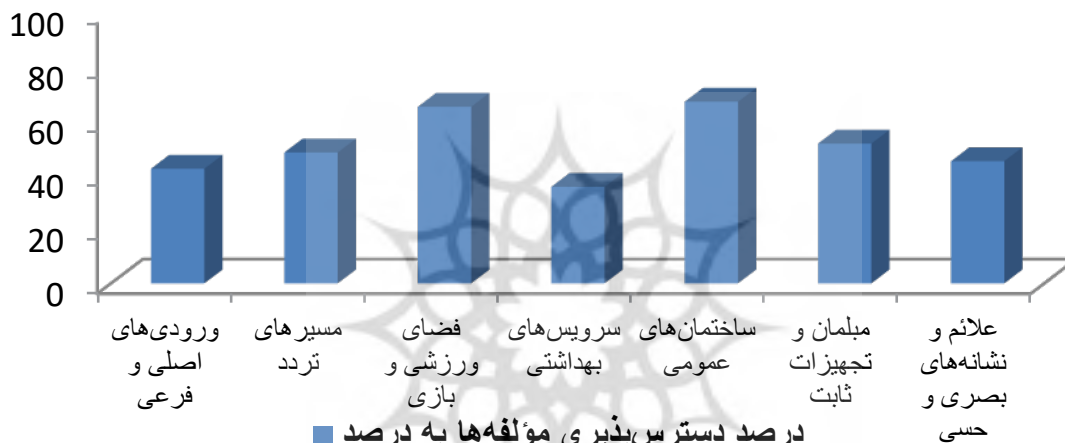 100
80
60
40
20
0
ورودی‌های
اصلی و
فرعی
مسیرهای
تردد
فضای
ورزشی و
بازی
سرویس‌های
بهداشتی
ساختمان‌های
عمومی
مبلمان و
تجهیزات
ثابت
علائم و
نشانه‌های
بصری و
حسی
درصد دسترس‌پذیری مؤلفه‌ها به درصد